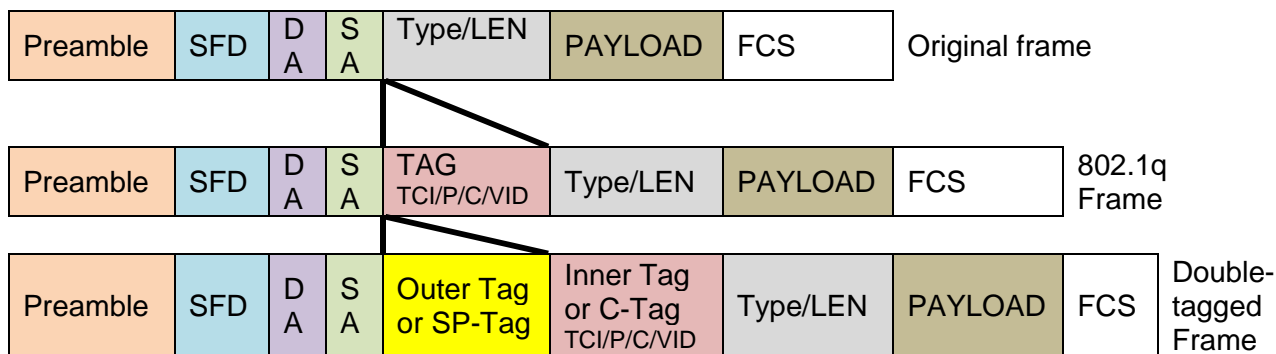 Preamble SFD D A S A Type/LEN PAYLOAD FCS Original frame
Preamble SFD D A S A TAG TCI/P/C/VID Type/LEN PAYLOAD FCS 802.1q Frame
Preamble SFD D A S A Outer Tag or SP-Tag Inner Tag or C-Tag TCI/P/C/VID Type/LEN PAYLOAD FCS Double-tagged Frame